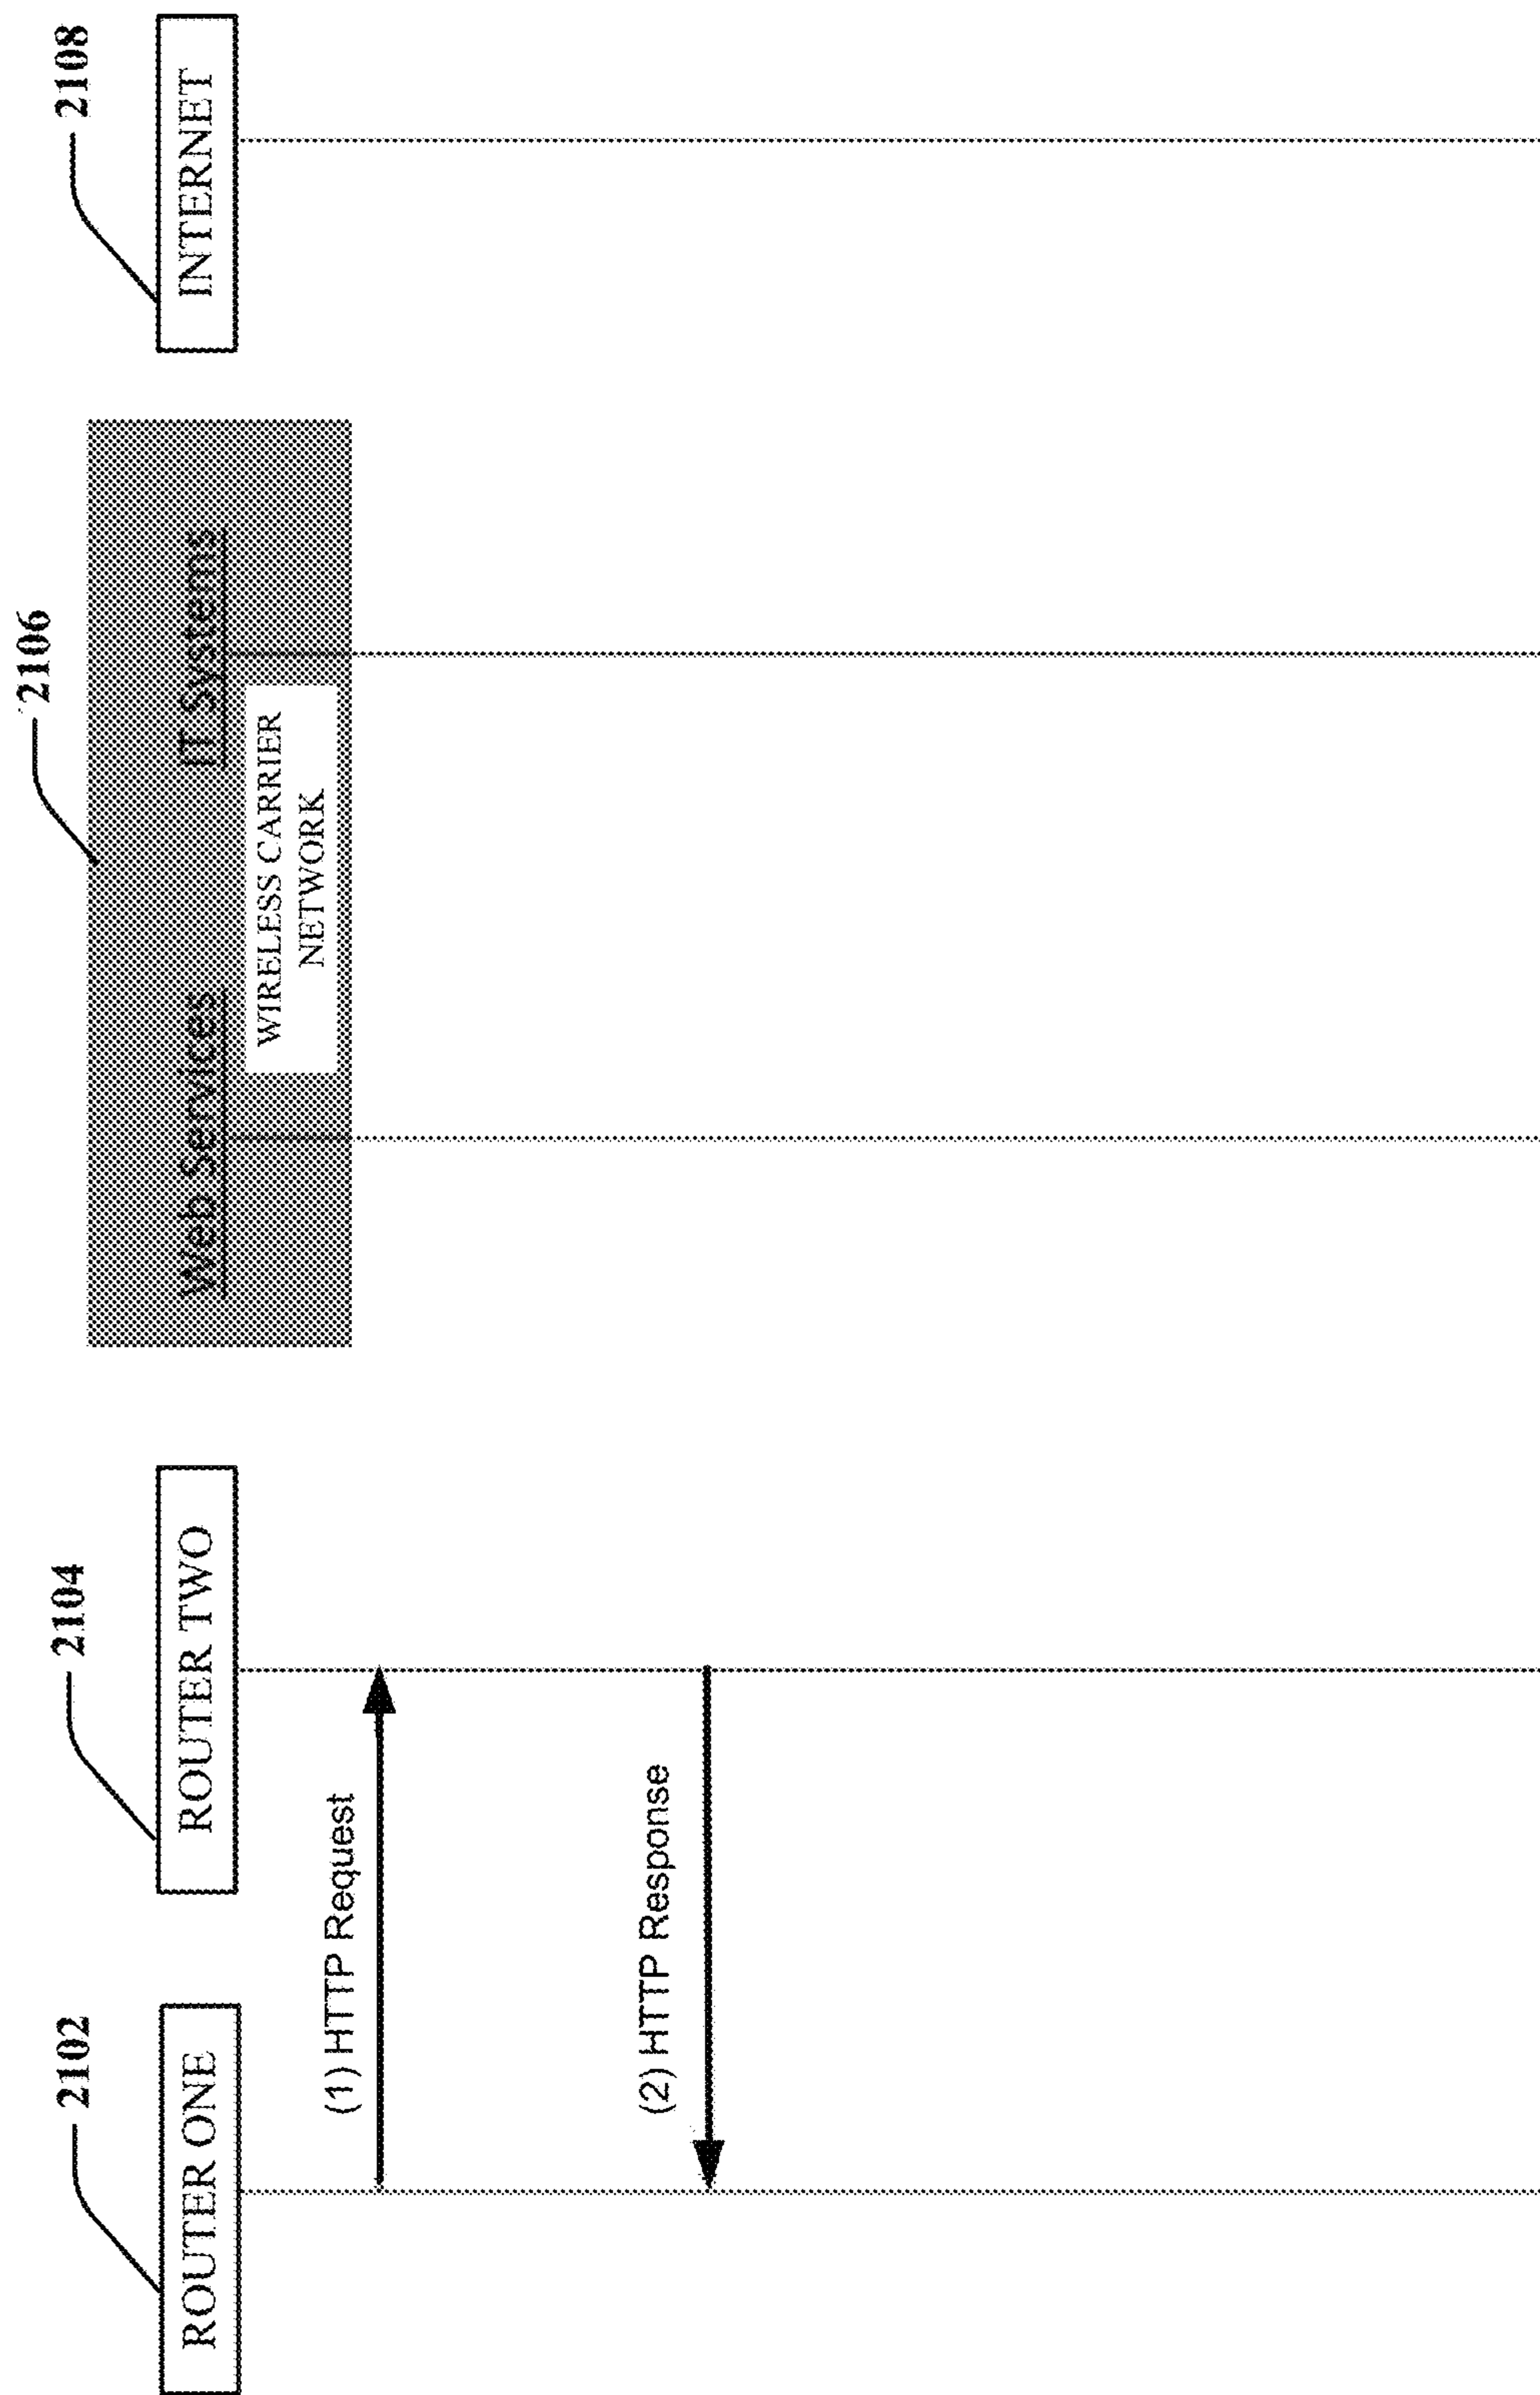 2102
2104
2106
2108
ROUTER ONE
ROUTER TWO
Web Services
IT Systems
INTERNET
WIRELESS CARRIER
NETWORK
(1) HTTP Request
(2) HTTP Response